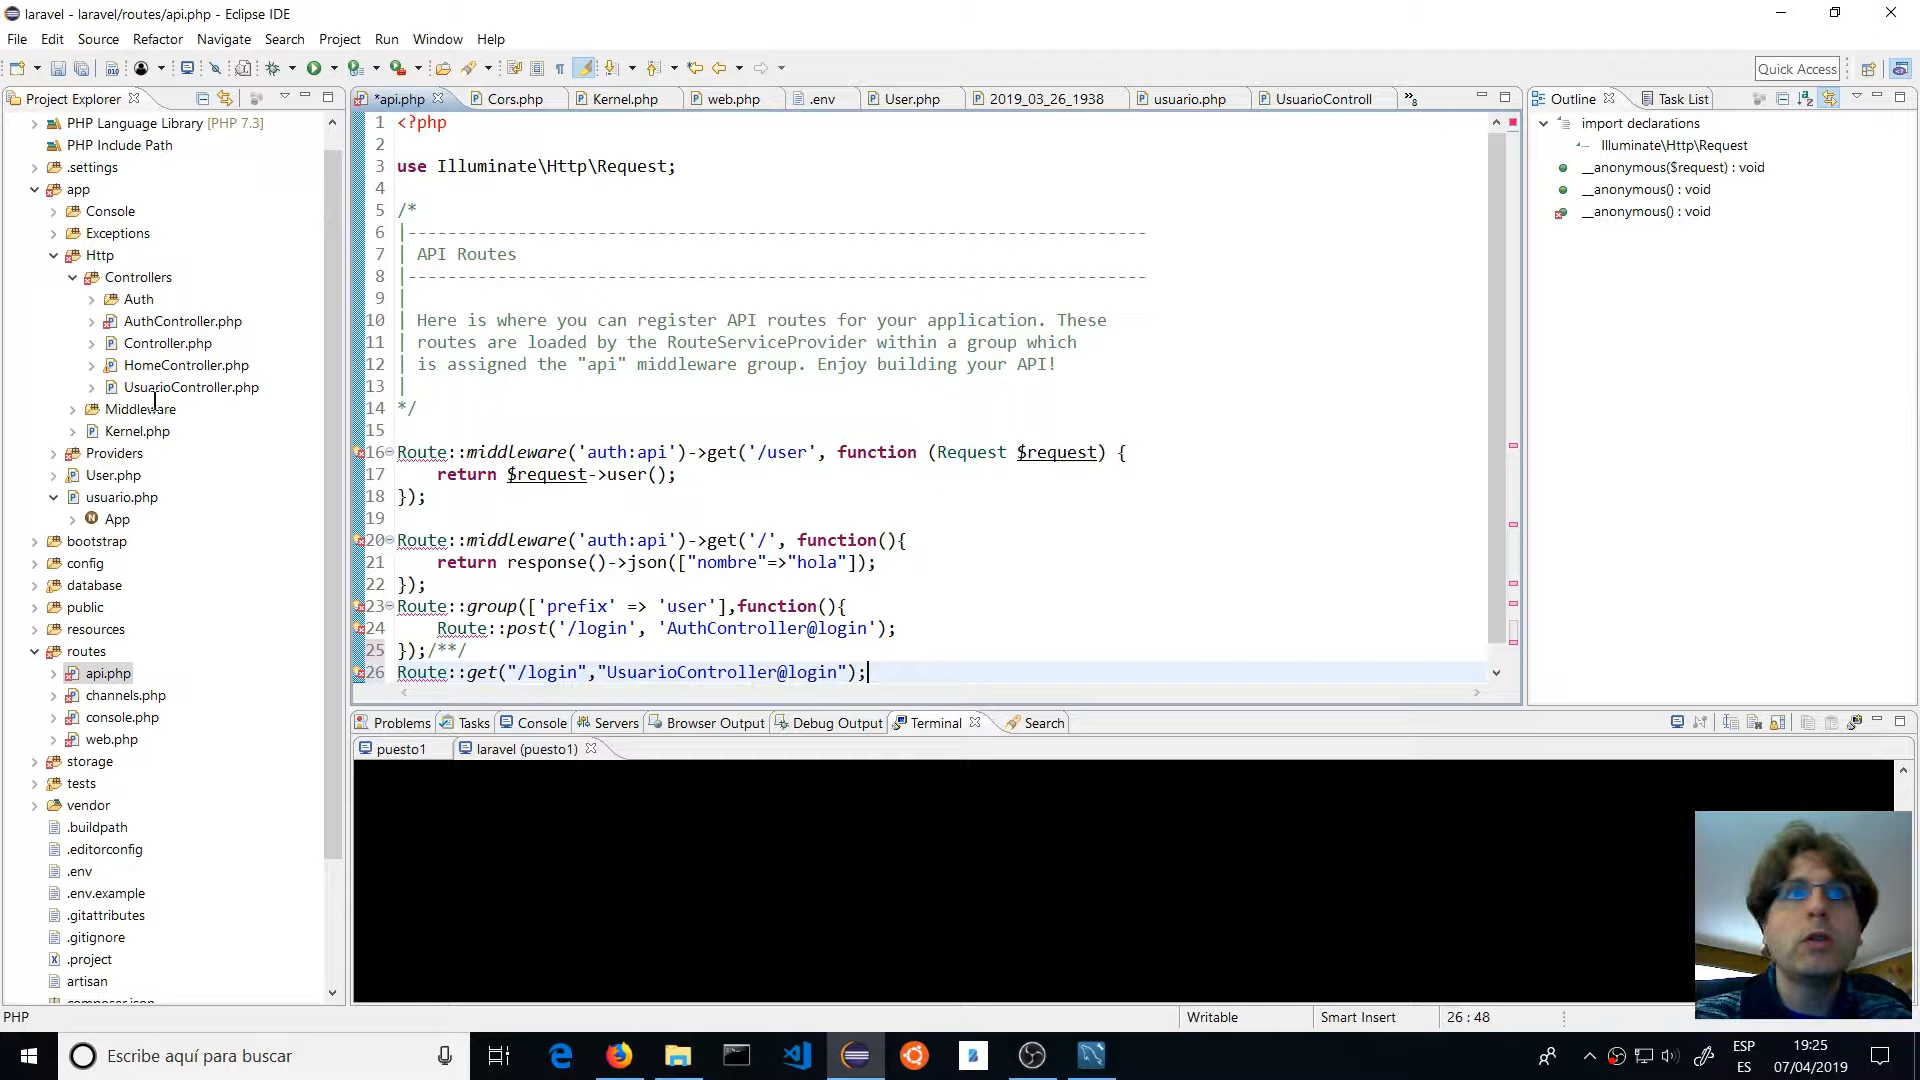 laravel - laravel/routes/api.php - Eclipse IDE
File Edit Source Refactor Navigate Search Project Run Window Help
Quick Access
Project Explorer
PHP Language Library [PHP 7.3]
PHP Include Path
.settings
app
Console
Exceptions
Http
Controllers
Auth
AuthController.php
Controller.php
HomeController.php
UsuarioController.php
Middleware
Kernel.php
Providers
User.php
usuario.php
App
bootstrap
config
database
public
resources
routes
api.php
channels.php
console.php
web.php
storage
tests
vendor
.buildpath
.editorconfig
.env
.env.example
.gitattributes
.gitignore
.project
artisan
composer.json
*api.php Cors.php Kernel.php web.php .env User.php 2019_03_26_1938 usuario.php UsuarioControll »8
1 <?php
2
3 use Illuminate\Http\Request;
4
5 /*
6 |--------------------------------------------------------------------------
7 | API Routes
8 |--------------------------------------------------------------------------
9 |
10 | Here is where you can register API routes for your application. These
11 | routes are loaded by the RouteServiceProvider within a group which
12 | is assigned the "api" middleware group. Enjoy building your API!
13 |
14 */
15
16 Route::middleware('auth:api')->get('/user', function (Request $request) {
17     return $request->user();
18 });
19
20 Route::middleware('auth:api')->get('/', function(){
21     return response()->json(["nombre"=>"hola"]);
22 });
23 Route::group(['prefix' => 'user'],function(){
24     Route::post('/login', 'AuthController@login');
25 });/**/
26 Route::get("/login","UsuarioController@login");
Outline Task List
import declarations
Illuminate\Http\Request
__anonymous($request) : void
__anonymous() : void
__anonymous() : void
Problems Tasks Console Servers Browser Output Debug Output Terminal Search
puesto1 laravel (puesto1)
PHP Writable Smart Insert 26 : 48
Escribe aquí para buscar
ESP
ES
19:25
07/04/2019